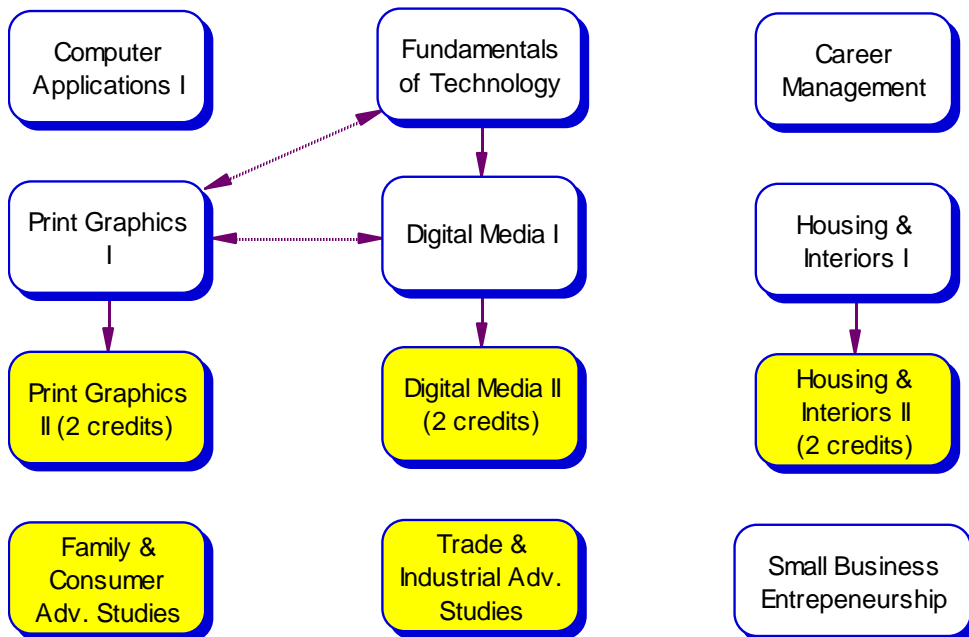 Computer
Applications I
Fundamentals
of Technology
Career
Management
Print Graphics
I
Digital Media I
Housing &
Interiors I
Print Graphics
II (2 credits)
Digital Media II
(2 credits)
Housing &
Interiors II
(2 credits)
Family &
Consumer
Adv. Studies
Trade &
Industrial Adv.
Studies
Small Business
Entrepeneurship